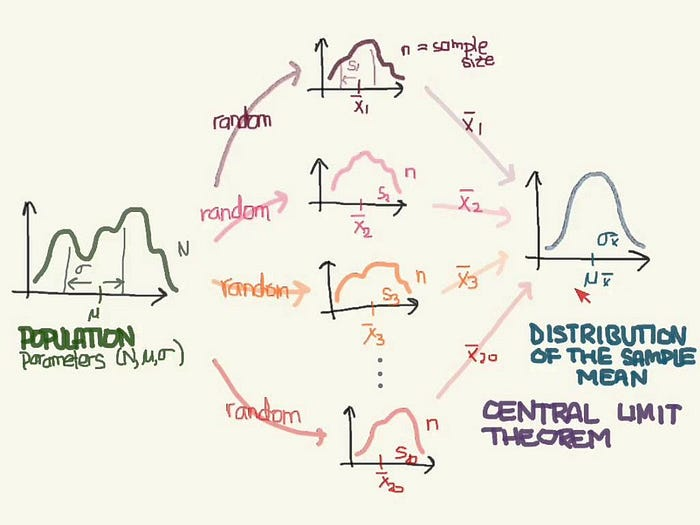 σ
N
μ
POPULATION
Parameters (N, μ, σ)
random
random
random
random
S₁
x̄₁
n = sample
size
S₂
n
x̄₂
S₃
n
x̄₃
S₂₀
n
x̄₂₀
x̄₁
x̄₂
x̄₃
x̄₂₀
σx̄
μx̄
DISTRIBUTION
OF THE SAMPLE
MEAN
CENTRAL LIMIT
THEOREM